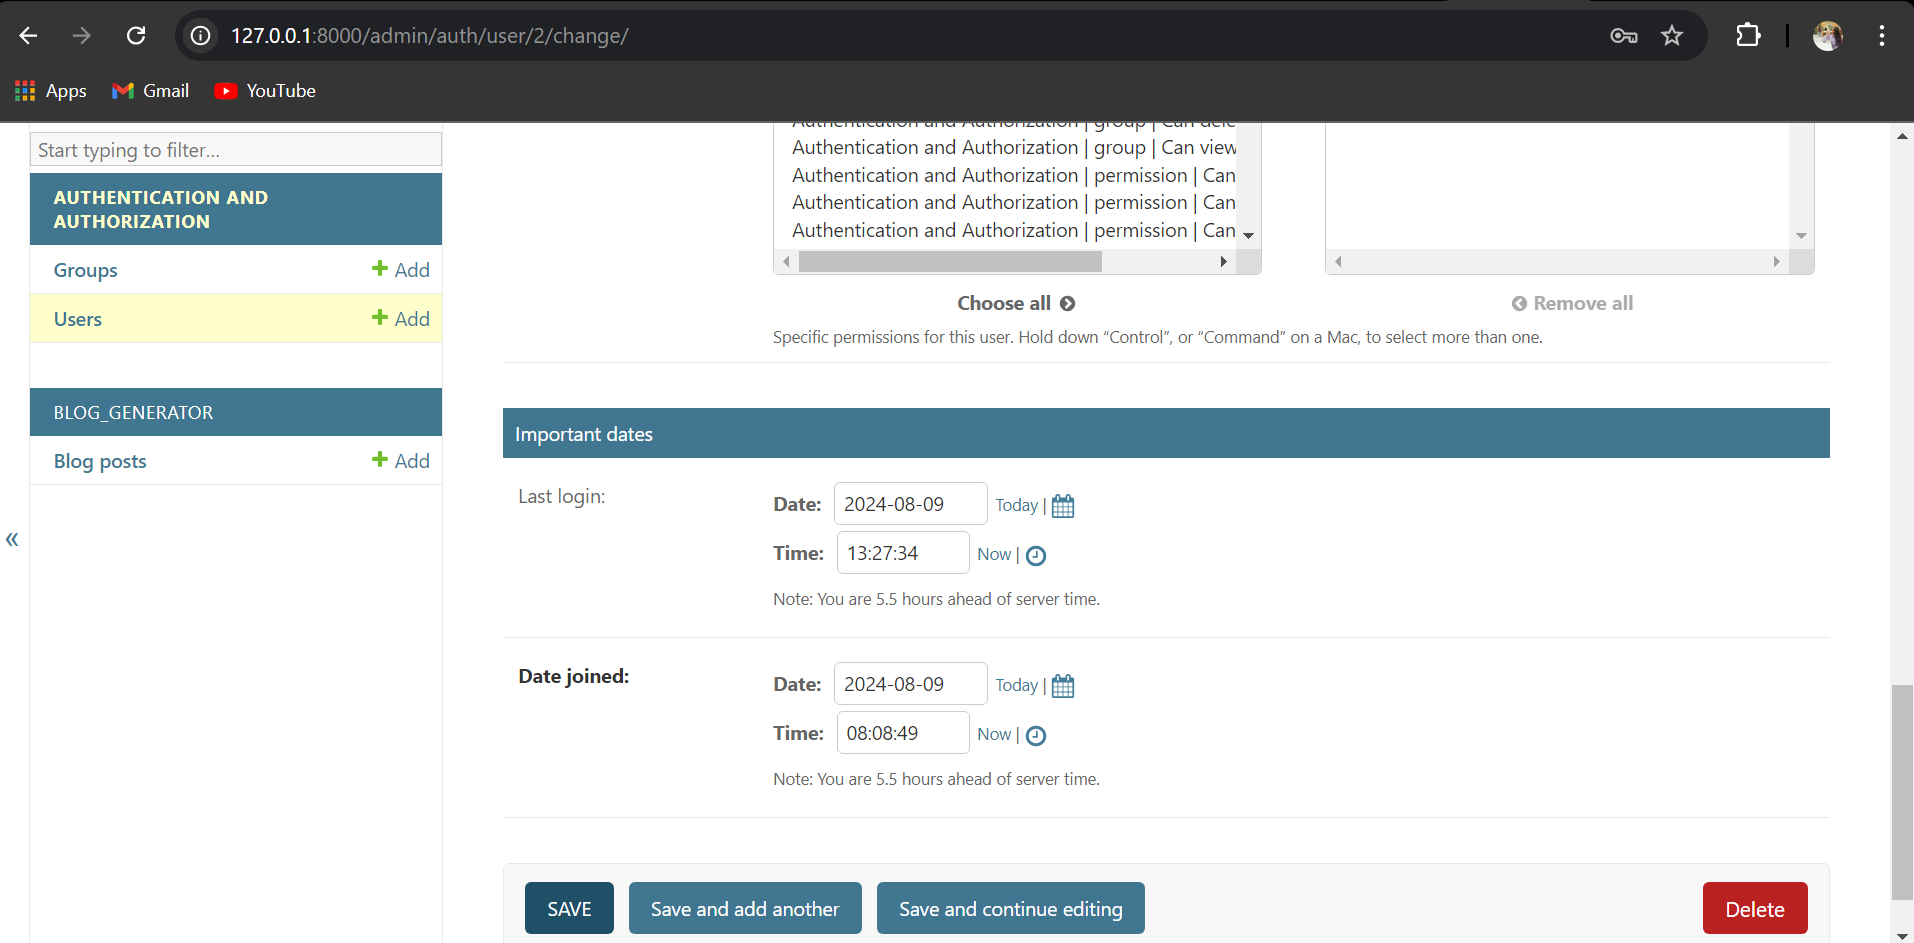 127.0.0.1:8000/admin/auth/user/2/change/
Apps Gmail YouTube
Start typing to filter...
AUTHENTICATION AND
AUTHORIZATION
Groups + Add
Users + Add
BLOG_GENERATOR
Blog posts + Add
«
Authentication and Authorization | group | Can dele
Authentication and Authorization | group | Can view
Authentication and Authorization | permission | Can
Authentication and Authorization | permission | Can
Authentication and Authorization | permission | Can
Choose all
Remove all
Specific permissions for this user. Hold down “Control”, or “Command” on a Mac, to select more than one.
Important dates
Last login:
Date: 2024-08-09 Today |
Time: 13:27:34 Now |
Note: You are 5.5 hours ahead of server time.
Date joined:
Date: 2024-08-09 Today |
Time: 08:08:49 Now |
Note: You are 5.5 hours ahead of server time.
SAVE Save and add another Save and continue editing Delete